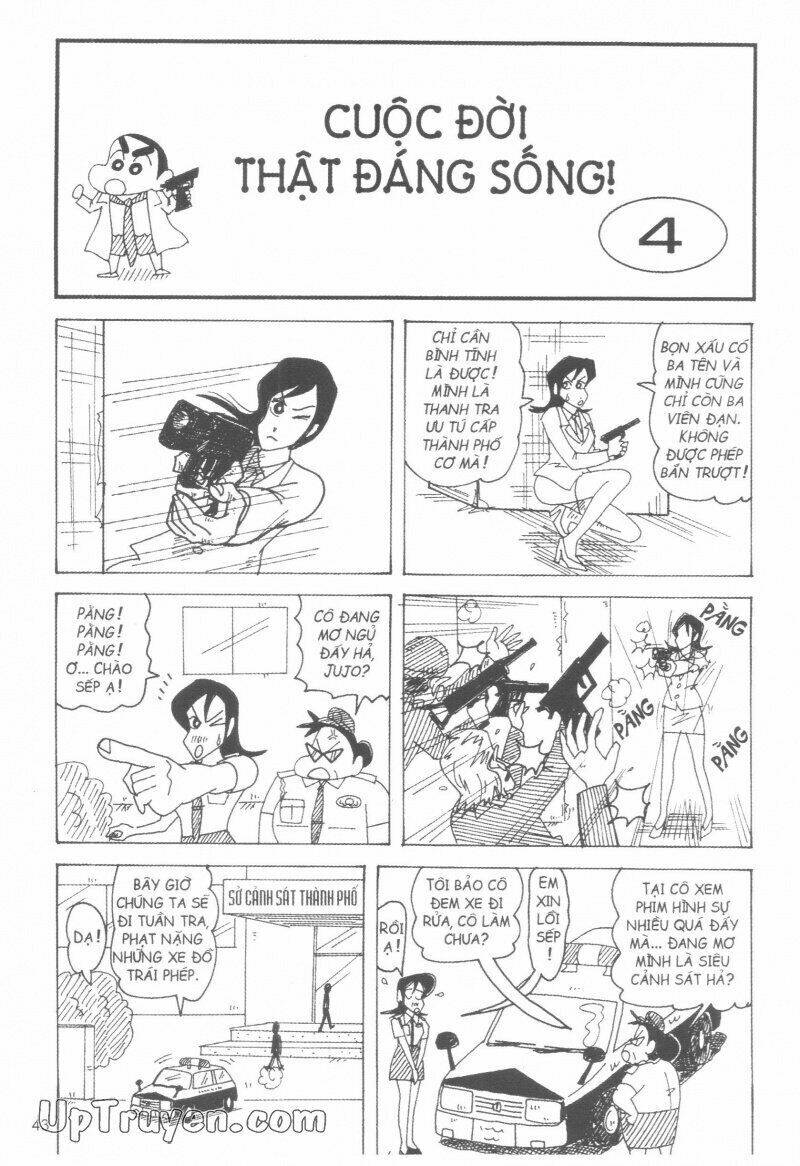 CUỘC ĐỜI
THẬT ĐÁNG SỐNG!
4
BỌN XẤU CÓ
BA TÊN VÀ
MÌNH CŨNG
CHỈ CÒN BA
VIÊN ĐẠN.
KHÔNG
ĐƯỢC PHÉP
BẮN TRƯỢT!
CHỈ CẦN
BÌNH TĨNH
LÀ ĐƯỢC!
MÌNH LÀ
THANH TRA
ƯU TÚ CẤP
THÀNH PHỐ
CƠ MÀ!
PẰNG
PẰNG
PẰNG
CÔ ĐANG
MƠ NGỦ
ĐẤY HẢ,
JUJO?
PẰNG!
PẰNG!
PẰNG!
Ơ... CHÀO
SẾP Ạ!
TẠI CÔ XEM
PHIM HÌNH SỰ
NHIỀU QUÁ ĐẤY
MÀ... ĐANG MƠ
MÌNH LÀ SIÊU
CẢNH SÁT HẢ?
EM
XIN
LỖI
SẾP!
TÔI BẢO CÔ
ĐEM XE ĐI
RỬA, CÔ LÀM
CHƯA?
RỒI
Ạ!
SỞ CẢNH SÁT THÀNH PHỐ
BÂY GIỜ
CHÚNG TA SẼ
ĐI TUẦN TRA,
PHẠT NẶNG
NHỮNG XE ĐỖ
TRÁI PHÉP.
DẠ!
UpTruyen.com